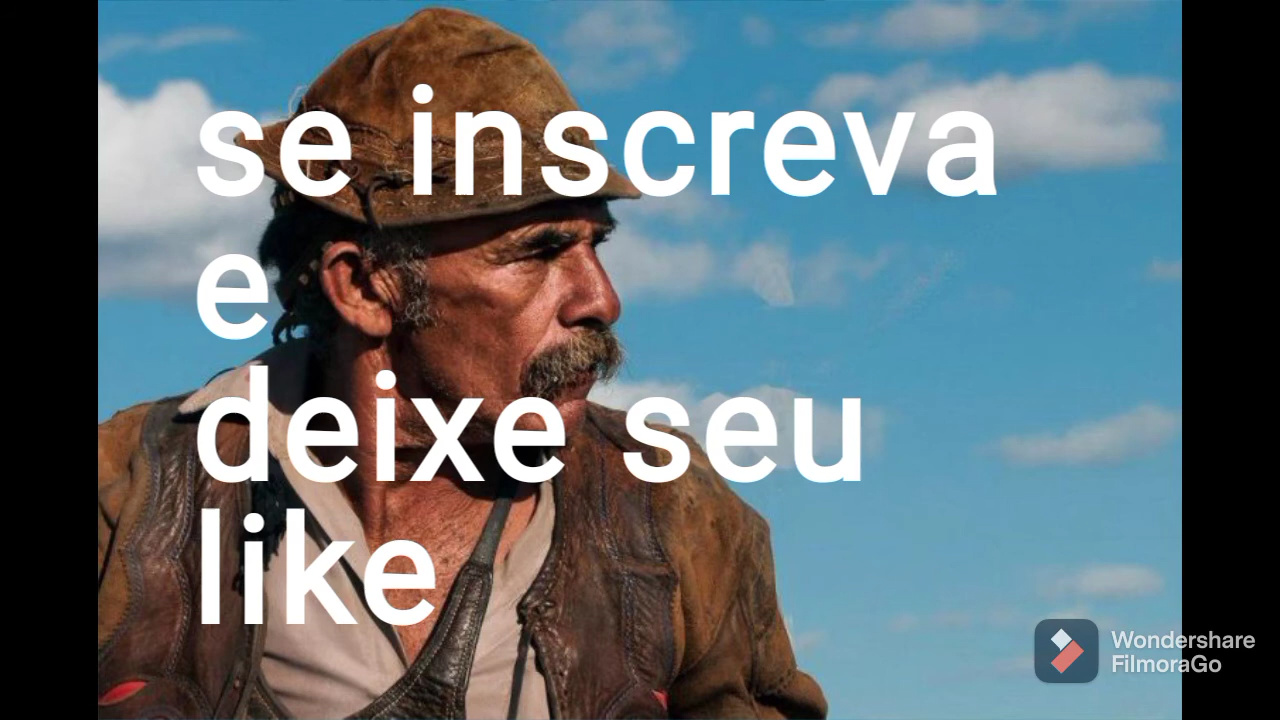 se inscreva
e
deixe seu
like
Wondershare
FilmoraGo